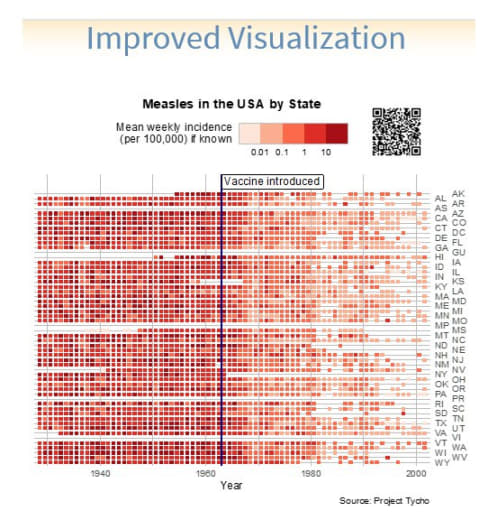 Improved Visualization
Measles in the USA by State
Mean weekly incidence
(per 100,000) if known
0.01 0.1 1 10
Vaccine introduced
AK
AL AR
AS AZ
CA CO
CT DC
DE FL
GA GU
HI IA
ID IL
IN KS
KY LA
MA MD
ME MI
MN MO
MP MS
MT NC
ND NE
NH NJ
NM NV
NY OH
OK OR
PA PR
RI SC
SD TN
TX UT
VA VI
VT WA
WI WV
WY
1940 1960 1980 2000
Year
Source: Project Tycho